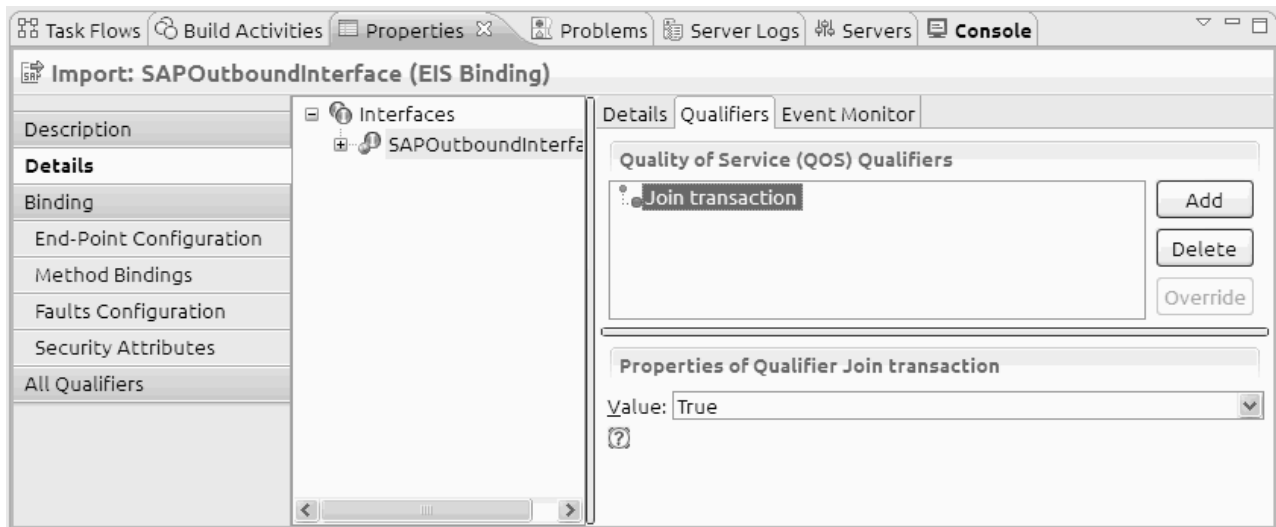 Task Flows Build Activities Properties Problems Server Logs Servers Console
Import: SAPOutboundInterface (EIS Binding)
Description
Details
Binding
End-Point Configuration
Method Bindings
Faults Configuration
Security Attributes
All Qualifiers
Interfaces
SAPOutboundInterfa
Details Qualifiers Event Monitor
Quality of Service (QOS) Qualifiers
Join transaction
Add
Delete
Override
Properties of Qualifier Join transaction
Value: True